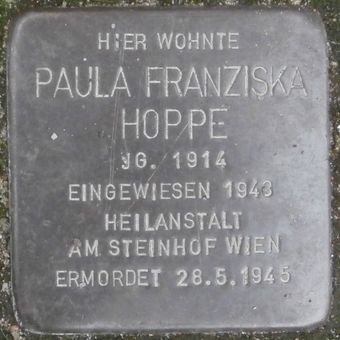 HIER WOHNTE
PAULA FRANZISKA
HOPPE
JG. 1914
EINGEWIESEN 1943
HEILANSTALT
AM STEINHOF WIEN
ERMORDET 28.5.1945